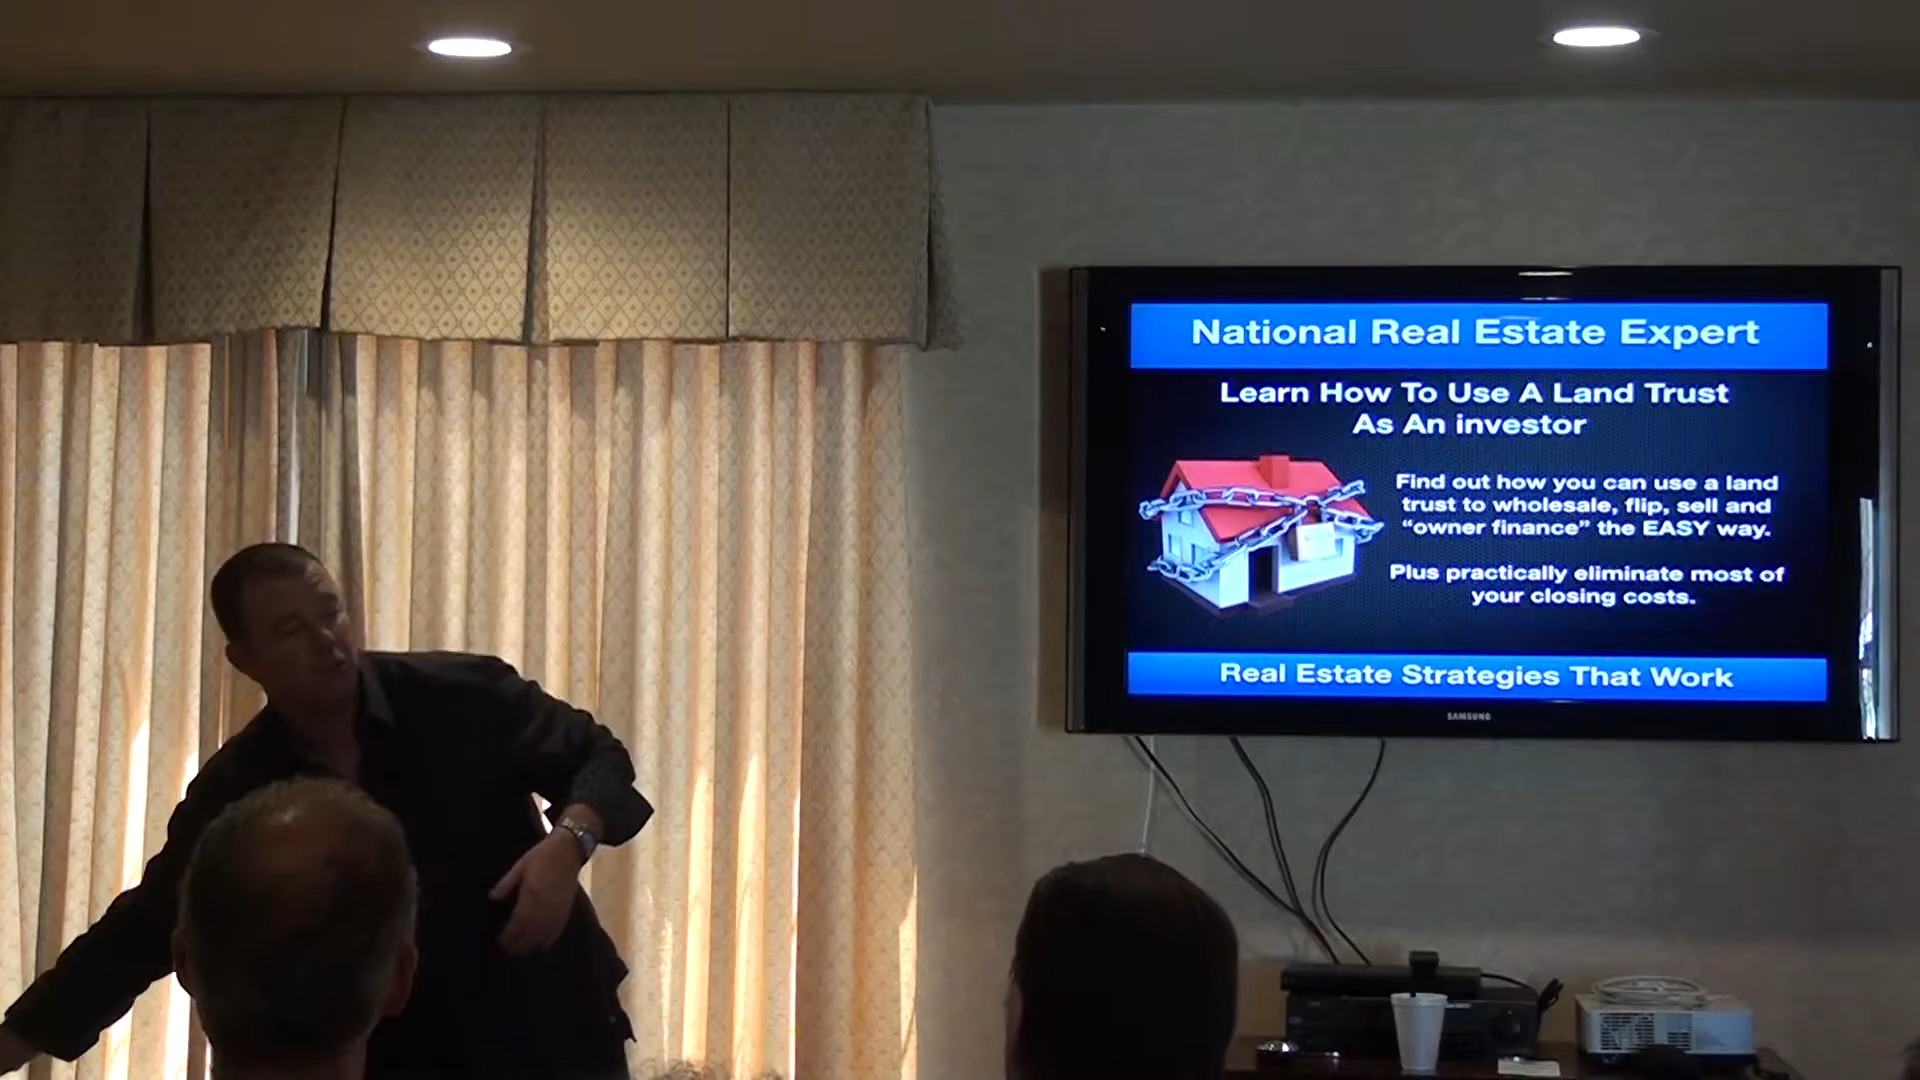 National Real Estate Expert
Learn How To Use A Land Trust
As An investor
Find out how you can use a land
trust to wholesale, flip, sell and
“owner finance” the EASY way.
Plus practically eliminate most of
your closing costs.
Real Estate Strategies That Work
SAMSUNG